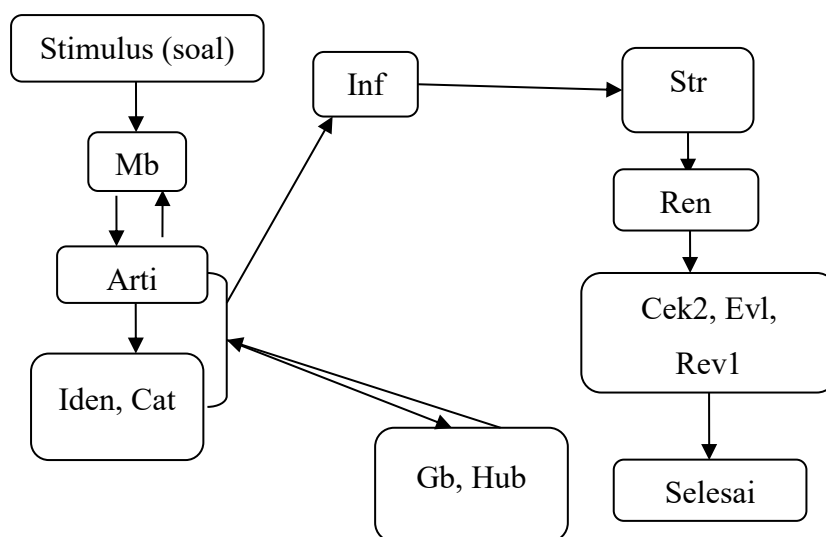 Stimulus (soal)
Mb
Arti
Iden, Cat
Inf
Gb, Hub
Str
Ren
Cek2, Evl,
Rev1
Selesai